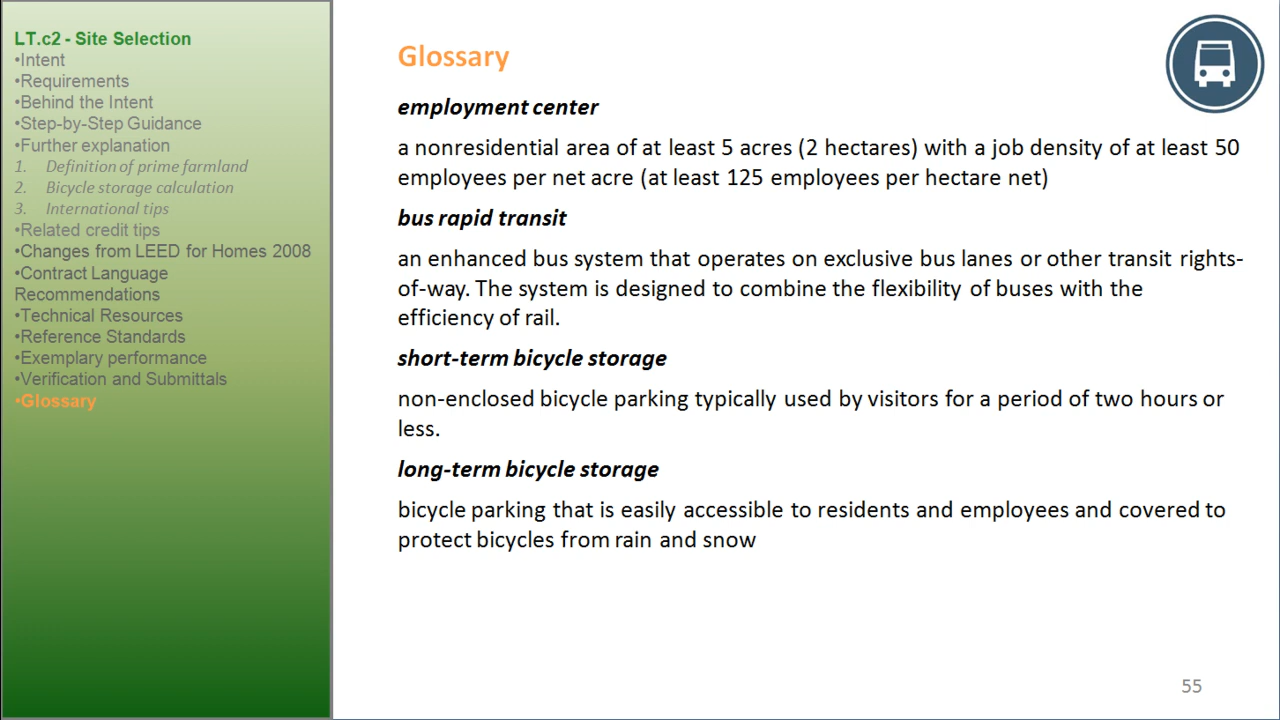 LT.c2 - Site Selection
•Intent
•Requirements
•Behind the Intent
•Step-by-Step Guidance
•Further explanation
1. Definition of prime farmland
2. Bicycle storage calculation
3. International tips
•Related credit tips
•Changes from LEED for Homes 2008
•Contract Language
Recommendations
•Technical Resources
•Reference Standards
•Exemplary performance
•Verification and Submittals
•Glossary
Glossary
employment center
a nonresidential area of at least 5 acres (2 hectares) with a job density of at least 50
employees per net acre (at least 125 employees per hectare net)
bus rapid transit
an enhanced bus system that operates on exclusive bus lanes or other transit rights-
of-way. The system is designed to combine the flexibility of buses with the
efficiency of rail.
short-term bicycle storage
non-enclosed bicycle parking typically used by visitors for a period of two hours or
less.
long-term bicycle storage
bicycle parking that is easily accessible to residents and employees and covered to
protect bicycles from rain and snow
55